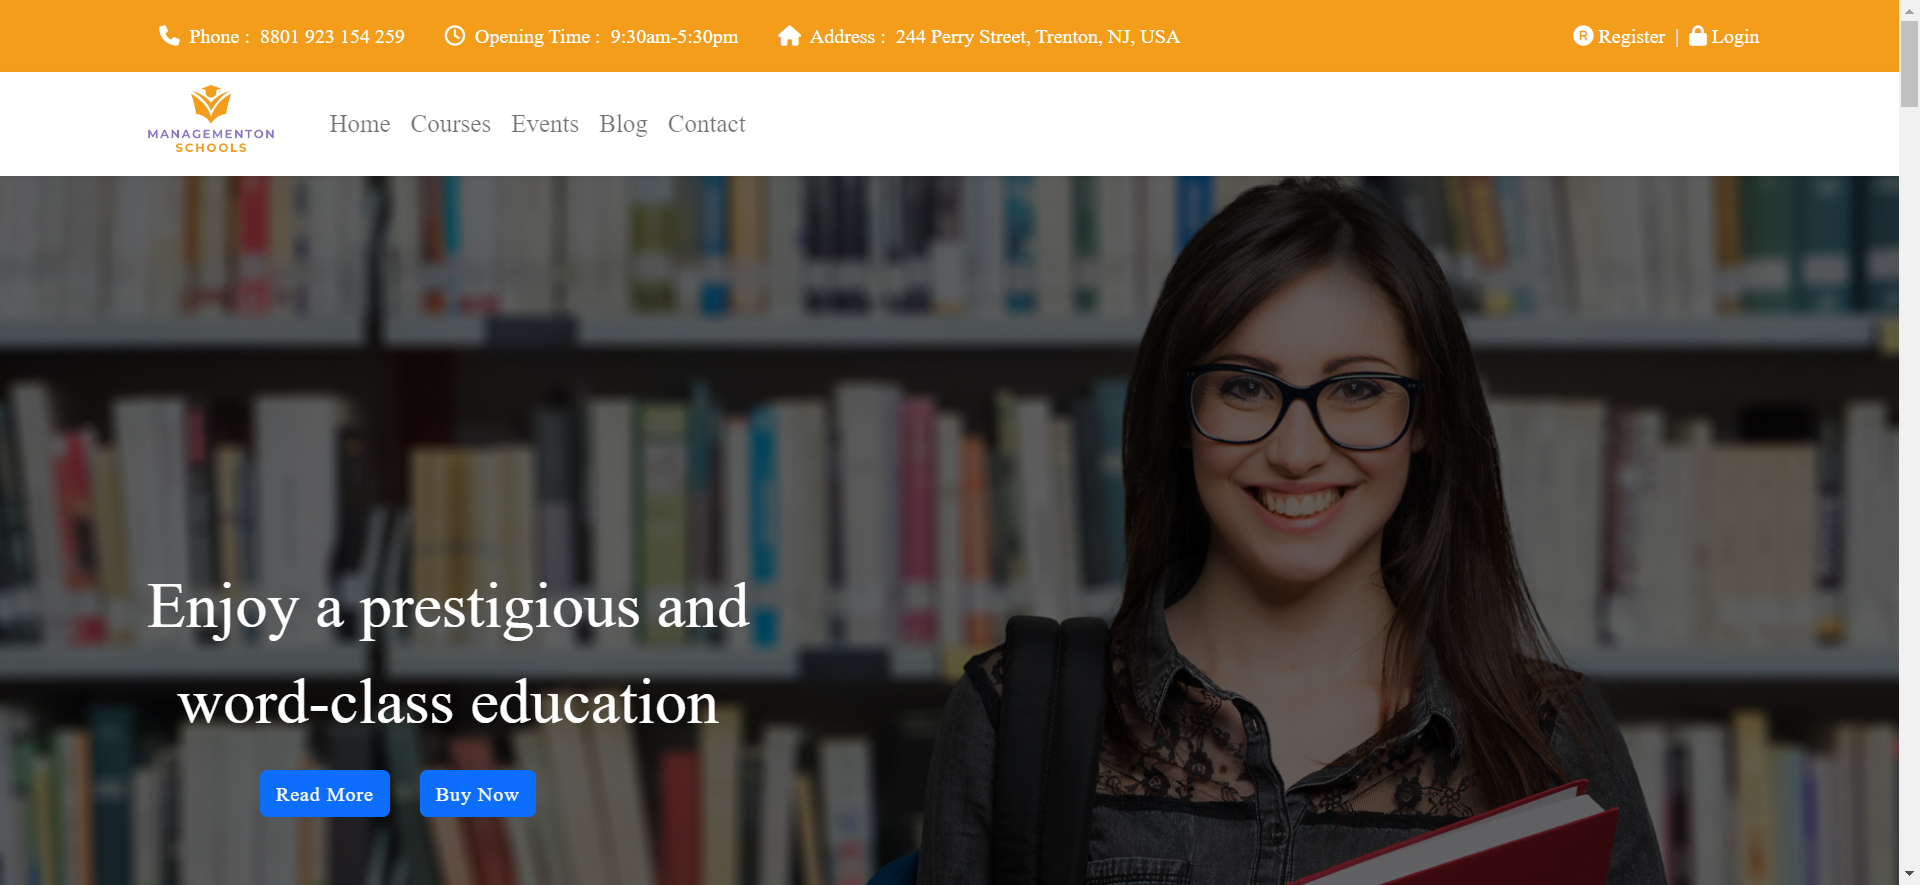 Phone : 8801 923 154 259 Opening Time : 9:30am-5:30pm Address : 244 Perry Street, Trenton, NJ, USA Register | Login
MANAGEMENTON
SCHOOLS
Home Courses Events Blog Contact
Enjoy a prestigious and
word-class education
Read More Buy Now